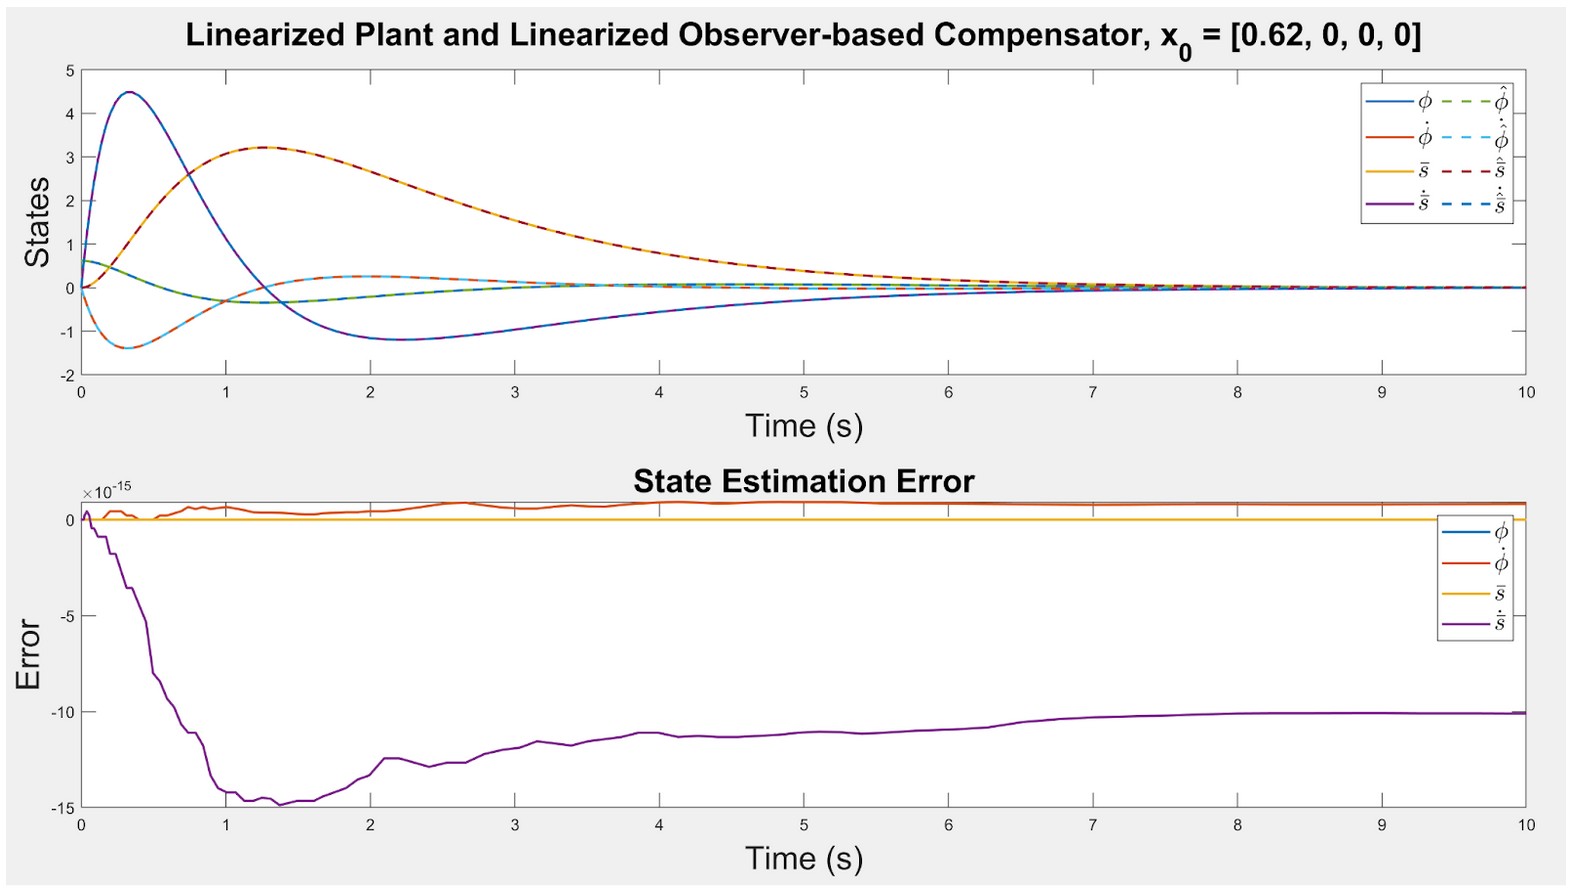 Linearized Plant and Linearized Observer-based Compensator, x₀ = [0.62, 0, 0, 0]
5
4
3
2
1
0
-1
-2
States
ϕ ϕ̂
ϕ̇ ϕ̇̂
s̄ s̄̂
s̄̇ s̄̂̇
0 1 2 3 4 5 6 7 8 9 10
Time (s)
State Estimation Error
×10⁻¹⁵
0
-5
-10
-15
Error
ϕ
ϕ̇
s̄
s̄̇
0 1 2 3 4 5 6 7 8 9 10
Time (s)